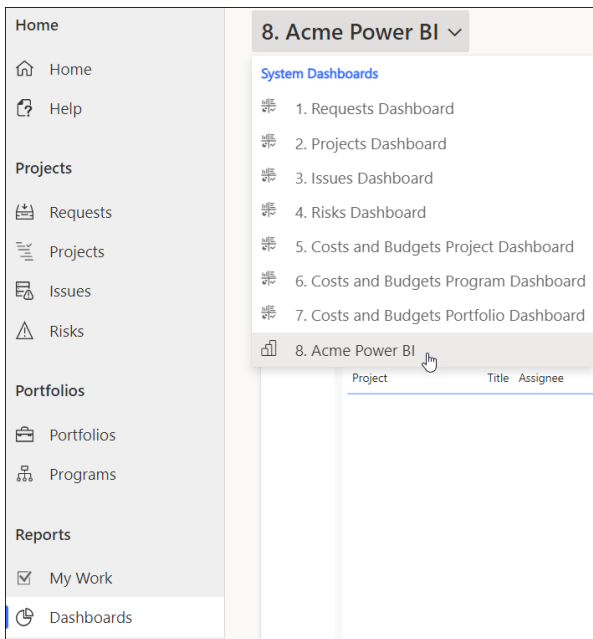 Home
Home
Help
Projects
Requests
Projects
Issues
Risks
Portfolios
Portfolios
Programs
Reports
My Work
Dashboards
8. Acme Power BI
System Dashboards
1. Requests Dashboard
2. Projects Dashboard
3. Issues Dashboard
4. Risks Dashboard
5. Costs and Budgets Project Dashboard
6. Costs and Budgets Program Dashboard
7. Costs and Budgets Portfolio Dashboard
8. Acme Power BI
Project Title Assignee